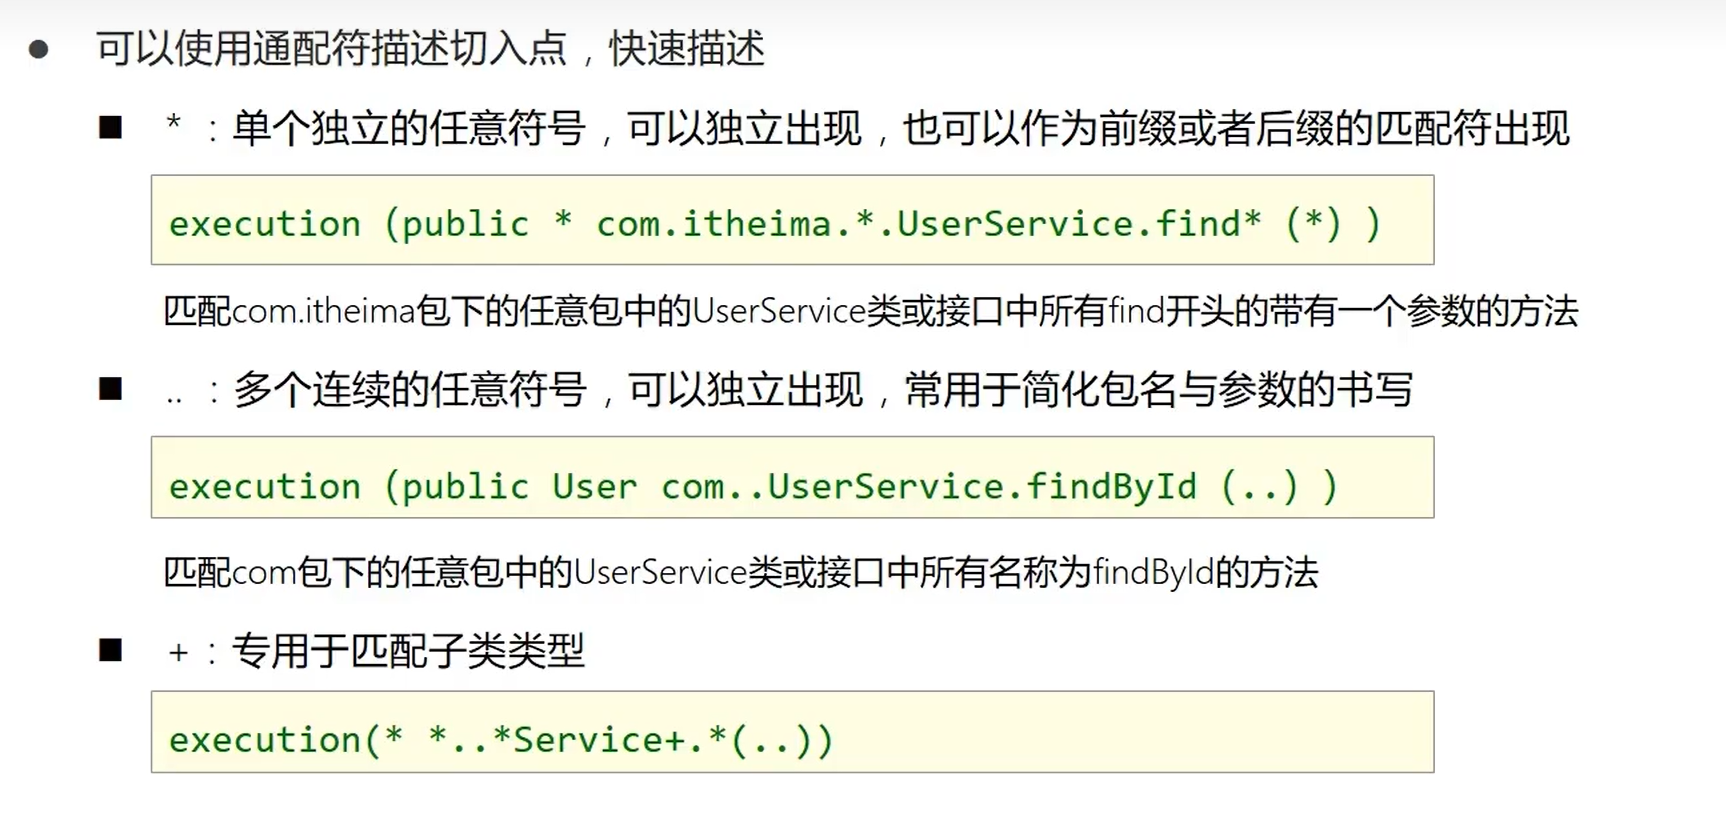 ● 可以使用通配符描述切入点，快速描述
■ * ：单个独立的任意符号，可以独立出现，也可以作为前缀或者后缀的匹配符出现
execution (public * com.itheima.*.UserService.find* (*) )
匹配com.itheima包下的任意包中的UserService类或接口中所有find开头的带有一个参数的方法
■ .. ：多个连续的任意符号，可以独立出现，常用于简化包名与参数的书写
execution (public User com..UserService.findById (..) )
匹配com包下的任意包中的UserService类或接口中所有名称为findById的方法
■ + ：专用于匹配子类类型
execution(* *..*Service+.*(..))